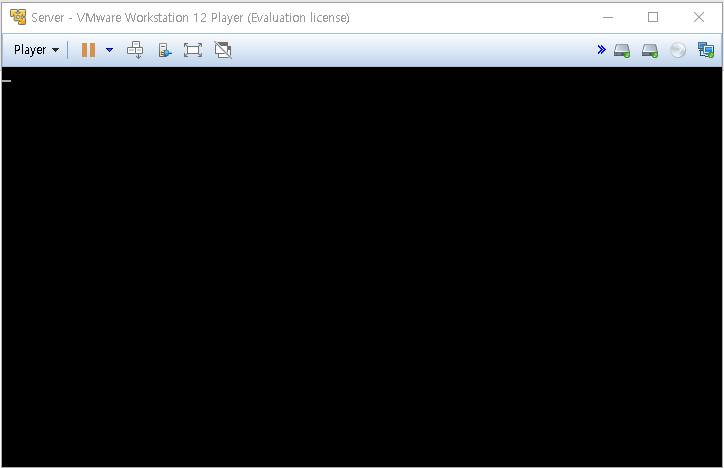 Server - VMware Workstation 12 Player (Evaluation license)
Player